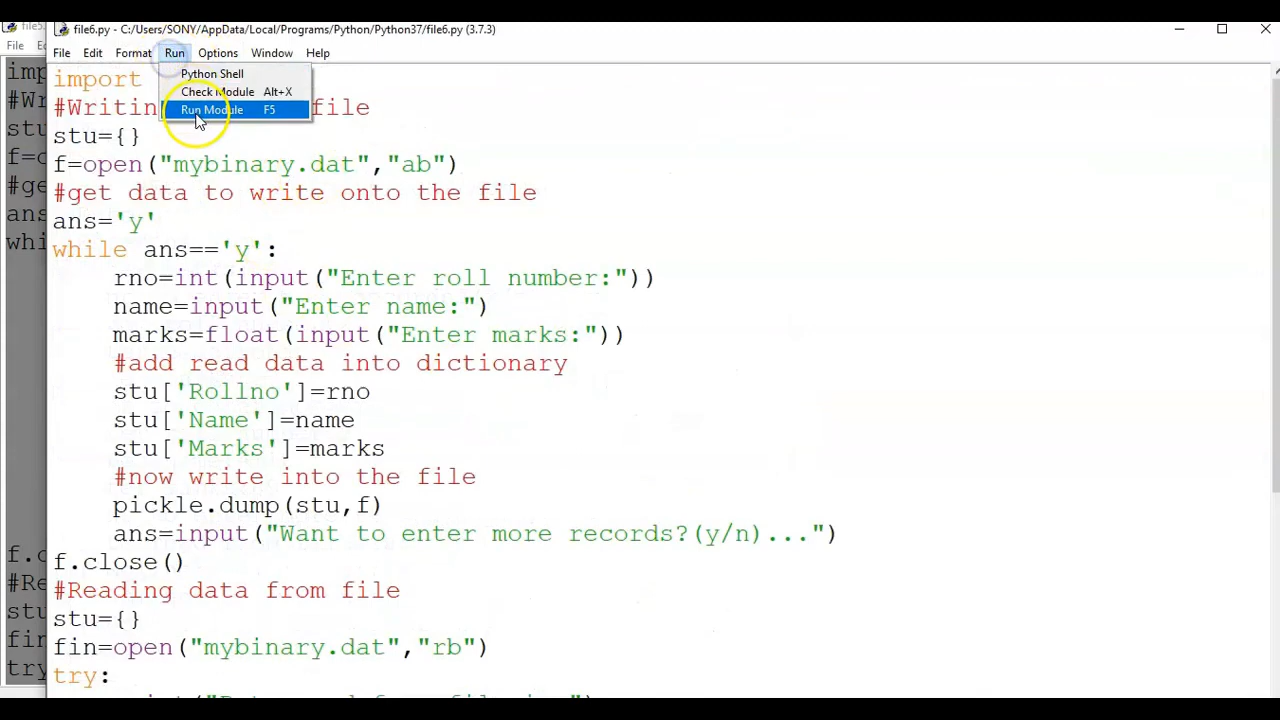 file5
file6.py - C:/Users/SONY/AppData/Local/Programs/Python/Python37/file6.py (3.7.3)
File
File Edit Format Run Options Window Help
Python Shell
Check Module Alt+X
Run Module F5
import
#Writin file
stu={}
f=open("mybinary.dat","ab")
#get data to write onto the file
ans='y'
while ans=='y':
rno=int(input("Enter roll number:"))
name=input("Enter name:")
marks=float(input("Enter marks:"))
#add read data into dictionary
stu['Rollno']=rno
stu['Name']=name
stu['Marks']=marks
#now write into the file
pickle.dump(stu,f)
ans=input("Want to enter more records?(y/n)...")
f.close()
#Reading data from file
stu={}
fin=open("mybinary.dat","rb")
try: